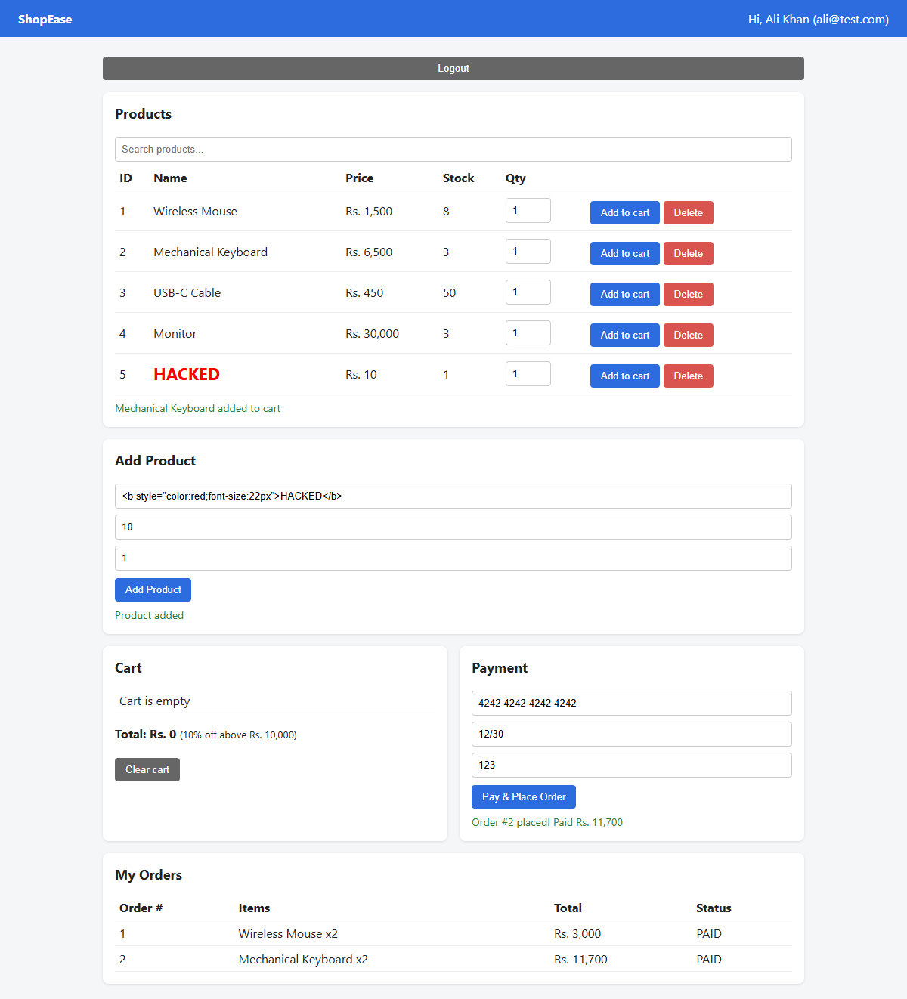 ShopEase
Hi, Ali Khan (ali@test.com)
Logout
Products
Search products...
ID Name Price Stock Qty
1 Wireless Mouse Rs. 1,500 8 1 Add to cart Delete
2 Mechanical Keyboard Rs. 6,500 3 1 Add to cart Delete
3 USB-C Cable Rs. 450 50 1 Add to cart Delete
4 Monitor Rs. 30,000 3 1 Add to cart Delete
5 HACKED Rs. 10 1 1 Add to cart Delete
Mechanical Keyboard added to cart
Add Product
<b style="color:red;font-size:22px">HACKED</b>
10
1
Add Product
Product added
Cart
Cart is empty
Total: Rs. 0 (10% off above Rs. 10,000)
Clear cart
Payment
4242 4242 4242 4242
12/30
123
Pay & Place Order
Order #2 placed! Paid Rs. 11,700
My Orders
Order # Items Total Status
1 Wireless Mouse x2 Rs. 3,000 PAID
2 Mechanical Keyboard x2 Rs. 11,700 PAID